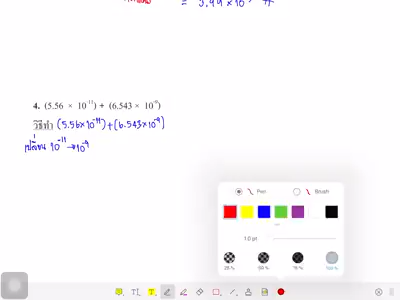 = 5.99 × 10
4. (5.56 × 10⁻¹¹) + (6.543 × 10⁻⁹)
วิธีทำ (5.56×10⁻¹¹)+(6.543×10⁻⁹)
เปลี่ยน 10⁻¹¹ → 10⁻⁹
Pen Brush
1.0 pt
25 % 50 % 75 % 100 %